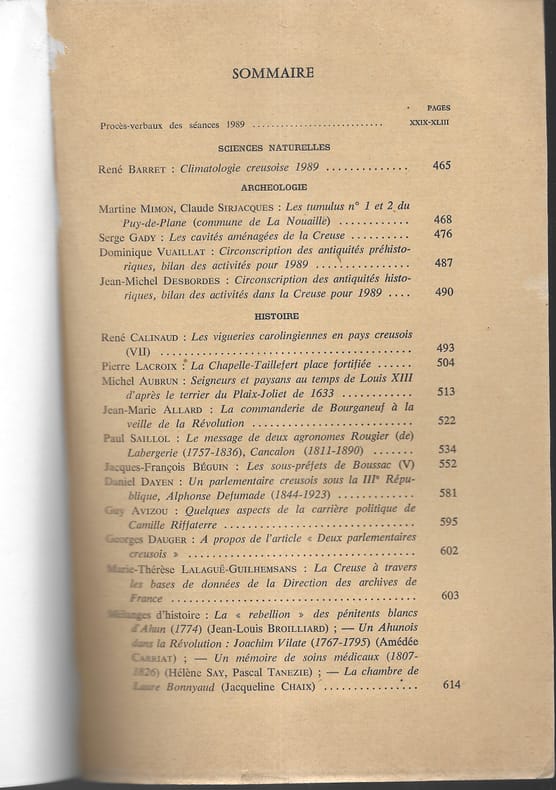 SOMMAIRE
PAGES
Procès-verbaux des séances 1989 ........................... XXIX-XLIII
SCIENCES NATURELLES
René BARRET : Climatologie creusoise 1989 .............. 465
ARCHEOLOGIE
Martine MIMON, Claude SIRJACQUES : Les tumulus n° 1 et 2 du
Puy-de-Plane (commune de La Nouaille) ............ 468
Serge GADY : Les cavités aménagées de la Creuse .......... 476
Dominique VUAILLAT : Circonscription des antiquités préhisto-
riques, bilan des activités pour 1989 ................ 487
Jean-Michel DESBORDES : Circonscription des antiquités histo-
riques, bilan des activités dans la Creuse pour 1989 .... 490
HISTOIRE
René CALINAUD : Les vigueries carolingiennes en pays creusois
(VII) .......................................... 493
Pierre LACROIX : La Chapelle-Taillefert place fortifiée ...... 504
Michel AUBRUN : Seigneurs et paysans au temps de Louis XIII
d'après le terrier du Plaix-Joliet de 1633 ............ 513
Jean-Marie ALLARD : La commanderie de Bourganeuf à la
veille de la Révolution ........................... 522
Paul SAILLOL : Le message de deux agronomes Rougier (de)
Labergerie (1757-1836), Cancalon (1811-1890) ....... 534
Jacques-François BÉGUIN : Les sous-préfets de Boussac (V) 552
Daniel DAYEN : Un parlementaire creusois sous la IIIe Répu-
blique, Alphonse Defumade (1844-1923) ............. 581
Guy AVIZOU : Quelques aspects de la carrière politique de
Camille Riffaterre ................................ 595
Georges DAUGER : A propos de l'article « Deux parlementaires
creusois » ...................................... 602
Marie-Thérèse LALAGUË-GUILHEMSANS : La Creuse à travers
les bases de données de la Direction des archives de
France ......................................... 603
Mélanges d'histoire : La « rebellion » des pénitents blancs
d'Ahun (1774) (Jean-Louis BROILLIARD) ; — Un Ahunois
dans la Révolution : Joachim Vilate (1767-1795) (Amédée
CARRIAT) ; — Un mémoire de soins médicaux (1807-
1826) (Hélène SAY, Pascal TANEZIE) ; — La chambre de
Laure Bonnyaud (Jacqueline CHAIX) ................ 614